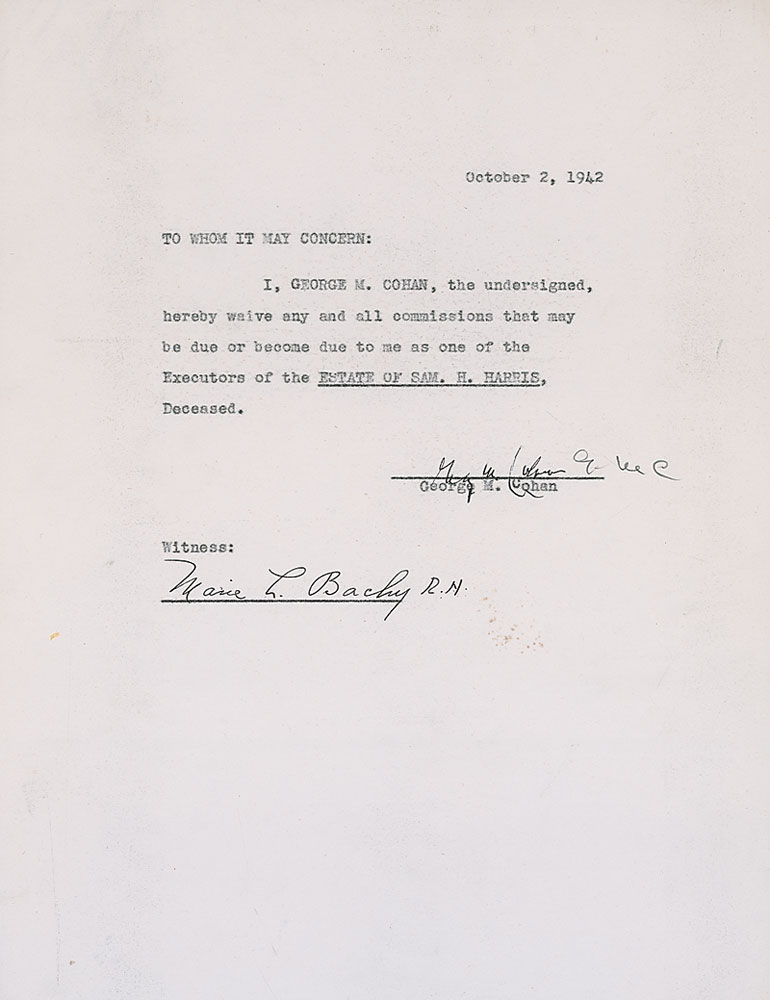 October 2, 1942
TO WHOM IT MAY CONCERN:
I, GEORGE M. COHAN, the undersigned,
hereby waive any and all commissions that may
be due or become due to me as one of the
Executors of the ESTATE OF SAM. H. HARRIS,
Deceased.
George M. Cohan
Witness:
Marie L. Bachy R.N.